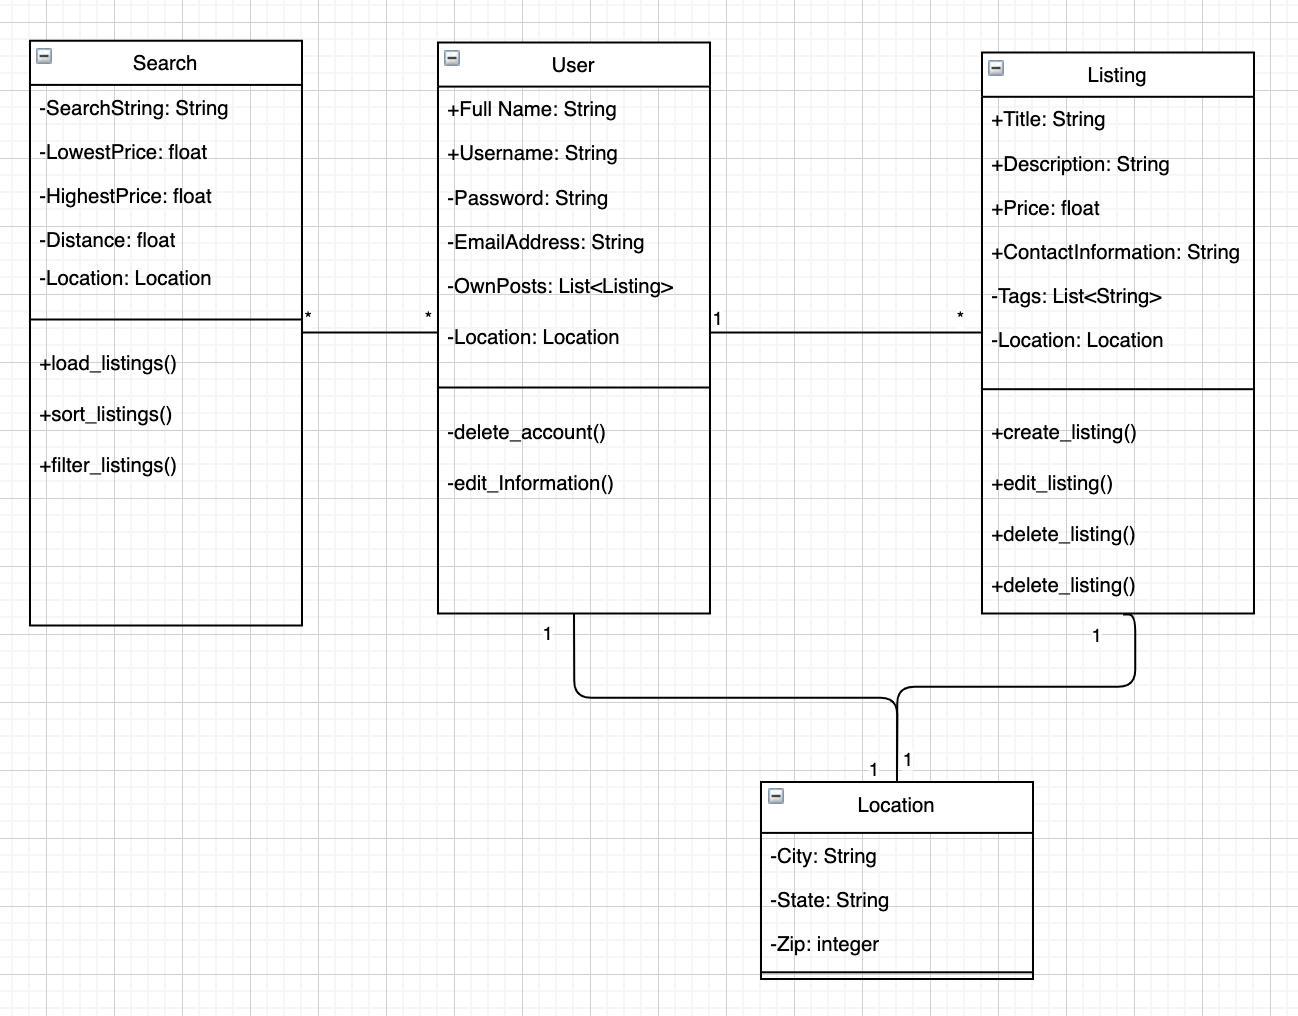 Search
-SearchString: String
-LowestPrice: float
-HighestPrice: float
-Distance: float
-Location: Location
+load_listings()
+sort_listings()
+filter_listings()
*
*
User
+Full Name: String
+Username: String
-Password: String
-EmailAddress: String
-OwnPosts: List<Listing>
-Location: Location
-delete_account()
-edit_Information()
1
*
Listing
+Title: String
+Description: String
+Price: float
+ContactInformation: String
-Tags: List<String>
-Location: Location
+create_listing()
+edit_listing()
+delete_listing()
+delete_listing()
1
1
1
1
Location
-City: String
-State: String
-Zip: integer